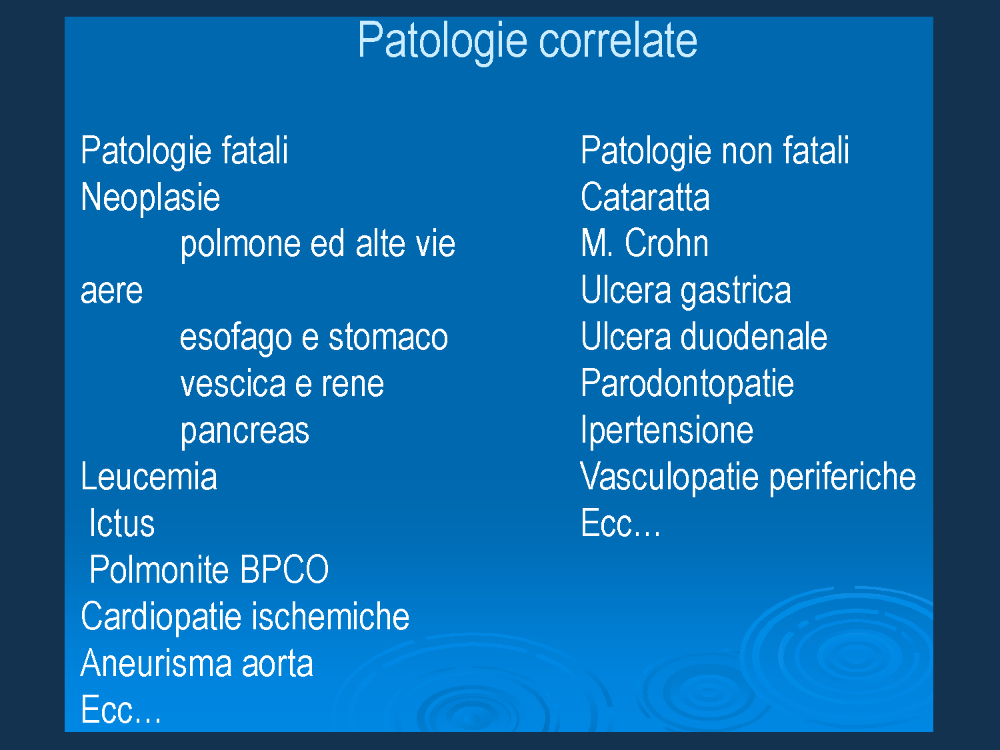 Patologie correlate
Patologie fatali
Neoplasie
polmone ed alte vie
aere
esofago e stomaco
vescica e rene
pancreas
Leucemia
Ictus
Polmonite BPCO
Cardiopatie ischemiche
Aneurisma aorta
Ecc...
Patologie non fatali
Cataratta
M. Crohn
Ulcera gastrica
Ulcera duodenale
Parodontopatie
Ipertensione
Vasculopatie periferiche
Ecc...